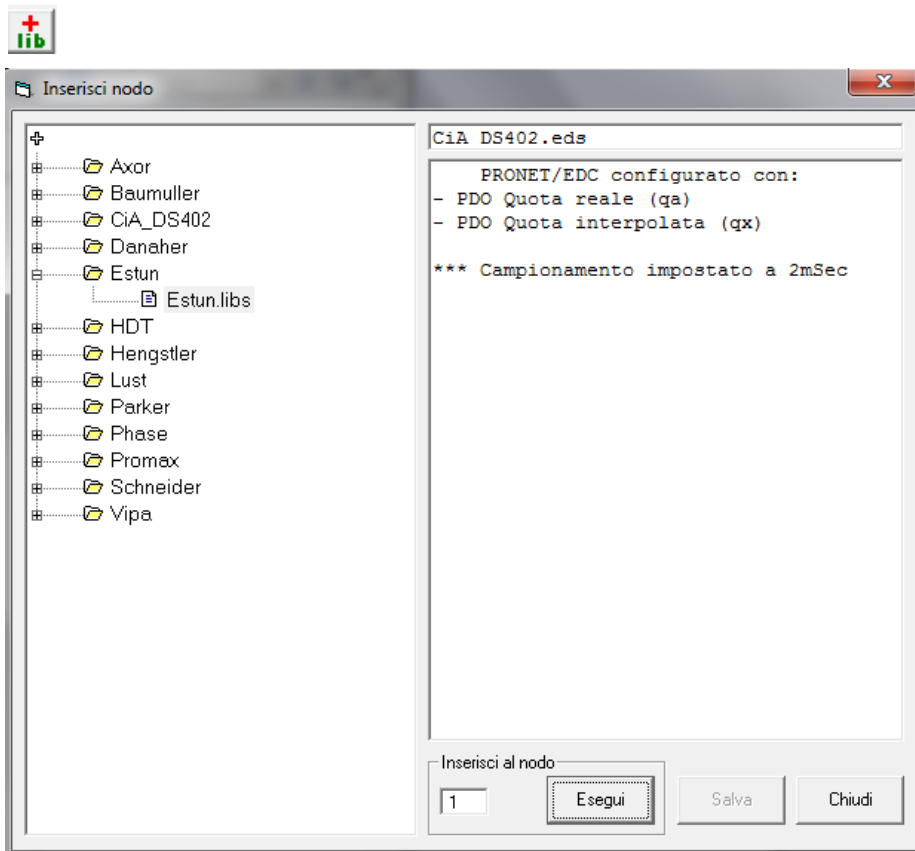 lib
Inserisci nodo
Axor
Baumuller
CiA_DS402
Danaher
Estun
Estun.libs
HDT
Hengstler
Lust
Parker
Phase
Promax
Schneider
Vipa
CiA DS402.eds
PRONET/EDC configurato con:
- PDO Quota reale (qa)
- PDO Quota interpolata (qx)
*** Campionamento impostato a 2mSec
Inserisci al nodo
1
Esegui
Salva
Chiudi